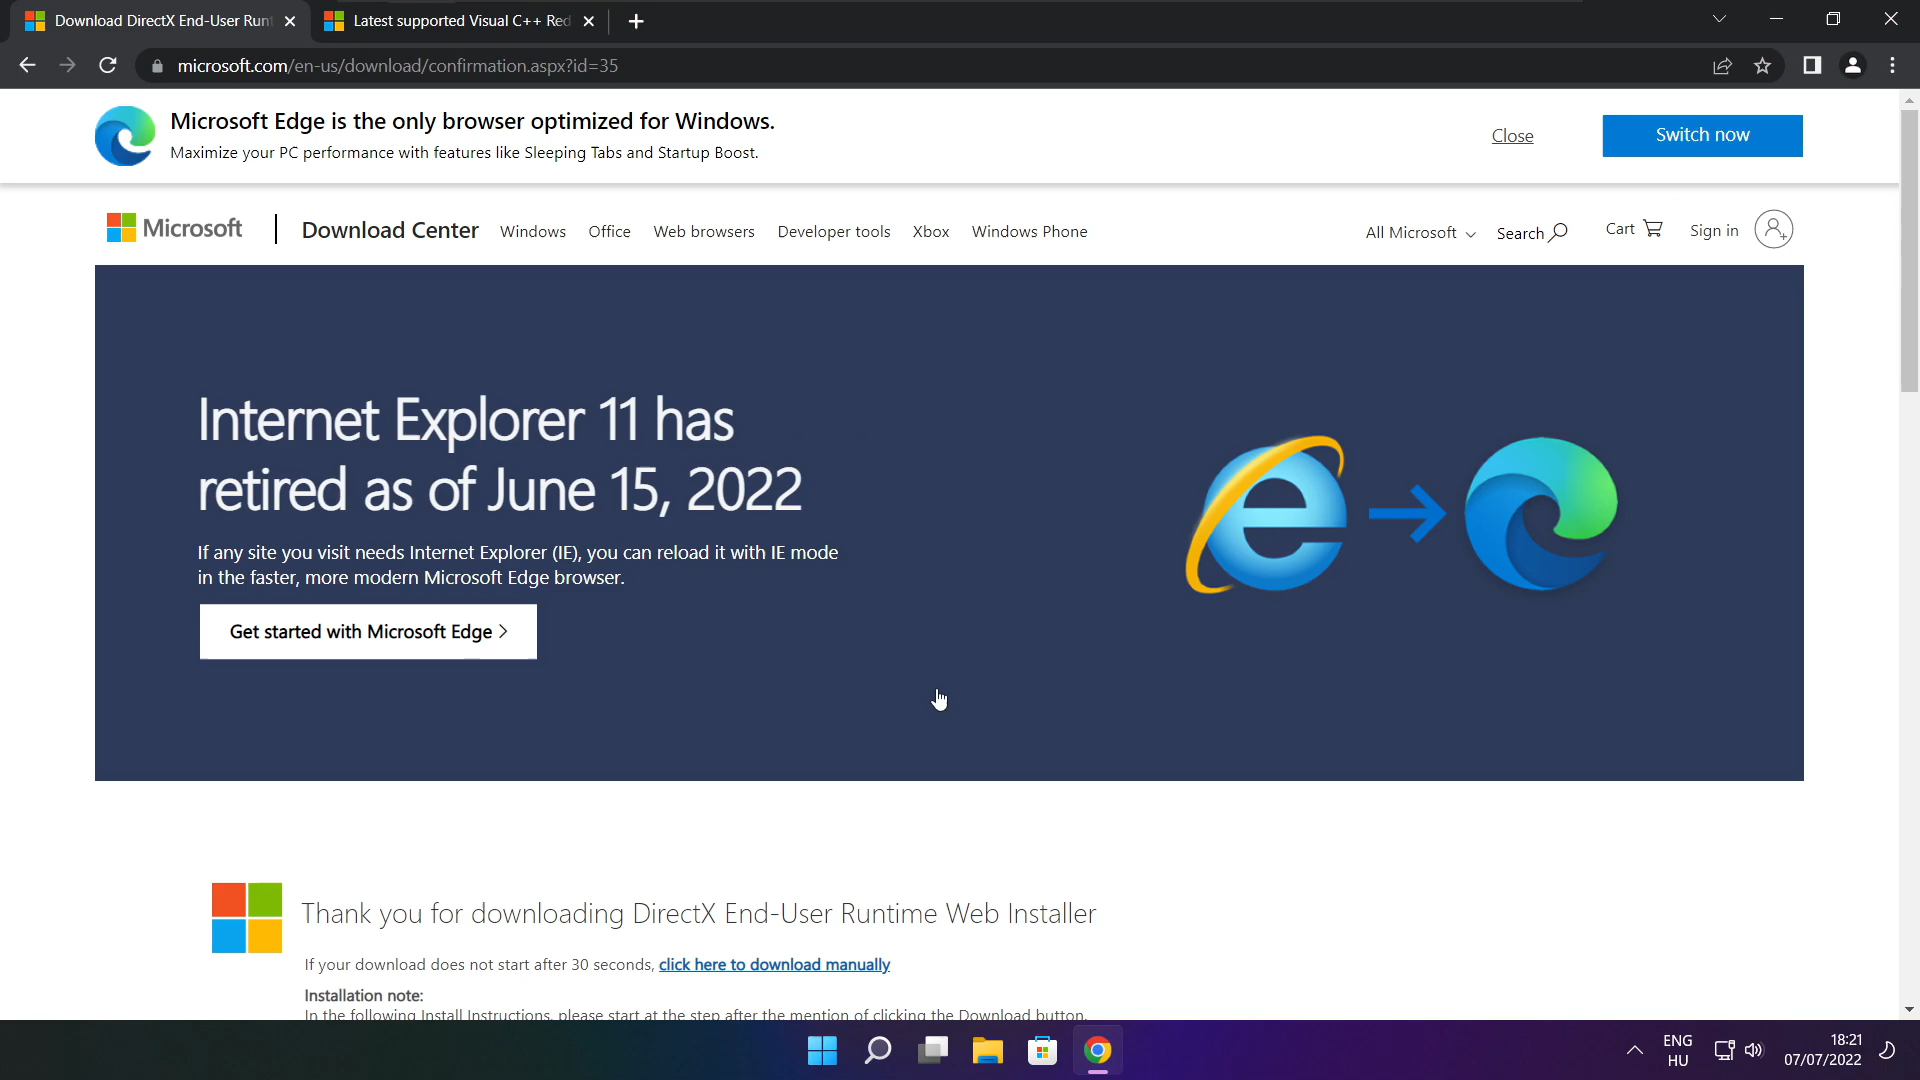 Download DirectX End-User Runt
Latest supported Visual C++ Red
microsoft.com/en-us/download/confirmation.aspx?id=35
Microsoft Edge is the only browser optimized for Windows.
Maximize your PC performance with features like Sleeping Tabs and Startup Boost.
Close
Switch now
Microsoft
Download Center
Windows
Office
Web browsers
Developer tools
Xbox
Windows Phone
All Microsoft
Search
Cart
Sign in
Internet Explorer 11 has
retired as of June 15, 2022
If any site you visit needs Internet Explorer (IE), you can reload it with IE mode
in the faster, more modern Microsoft Edge browser.
Get started with Microsoft Edge >
Thank you for downloading DirectX End-User Runtime Web Installer
If your download does not start after 30 seconds, click here to download manually
Installation note:
In the following Install Instructions, please start at the step after the mention of clicking the Download button.
ENG
HU
18:21
07/07/2022